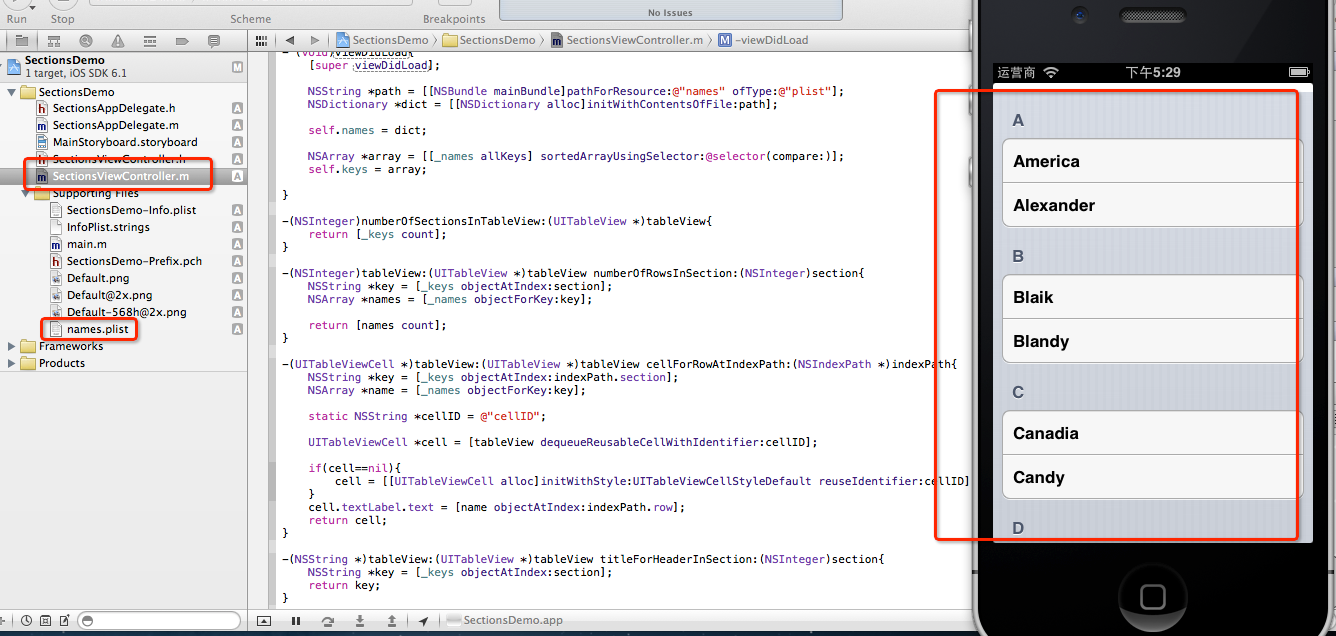 Run
Stop
Scheme
Breakpoints
No Issues
SectionsDemo
SectionsDemo
SectionsViewController.m
M
-viewDidLoad
SectionsDemo
1 target, iOS SDK 6.1
M
SectionsDemo
h SectionsAppDelegate.h A
m SectionsAppDelegate.m A
MainStoryboard.storyboard A
h SectionsViewController.h A
m SectionsViewController.m A
Supporting Files
SectionsDemo-Info.plist A
InfoPlist.strings A
m main.m A
h SectionsDemo-Prefix.pch A
Default.png A
Default@2x.png A
Default-568h@2x.png A
names.plist A
Frameworks
Products
- (void)viewDidLoad{
[super viewDidLoad];
NSString *path = [[NSBundle mainBundle]pathForResource:@"names" ofType:@"plist"];
NSDictionary *dict = [[NSDictionary alloc]initWithContentsOfFile:path];
self.names = dict;
NSArray *array = [[_names allKeys] sortedArrayUsingSelector:@selector(compare:)];
self.keys = array;
}
-(NSInteger)numberOfSectionsInTableView:(UITableView *)tableView{
return [_keys count];
}
-(NSInteger)tableView:(UITableView *)tableView numberOfRowsInSection:(NSInteger)section{
NSString *key = [_keys objectAtIndex:section];
NSArray *names = [_names objectForKey:key];
return [names count];
}
-(UITableViewCell *)tableView:(UITableView *)tableView cellForRowAtIndexPath:(NSIndexPath *)indexPath{
NSString *key = [_keys objectAtIndex:indexPath.section];
NSArray *name = [_names objectForKey:key];
static NSString *cellID = @"cellID";
UITableViewCell *cell = [tableView dequeueReusableCellWithIdentifier:cellID];
if(cell==nil){
cell = [[UITableViewCell alloc]initWithStyle:UITableViewCellStyleDefault reuseIdentifier:cellID]
}
cell.textLabel.text = [name objectAtIndex:indexPath.row];
return cell;
}
-(NSString *)tableView:(UITableView *)tableView titleForHeaderInSection:(NSInteger)section{
NSString *key = [_keys objectAtIndex:section];
return key;
}
SectionsDemo.app
运营商
下午5:29
A
America
Alexander
B
Blaik
Blandy
C
Canadia
Candy
D